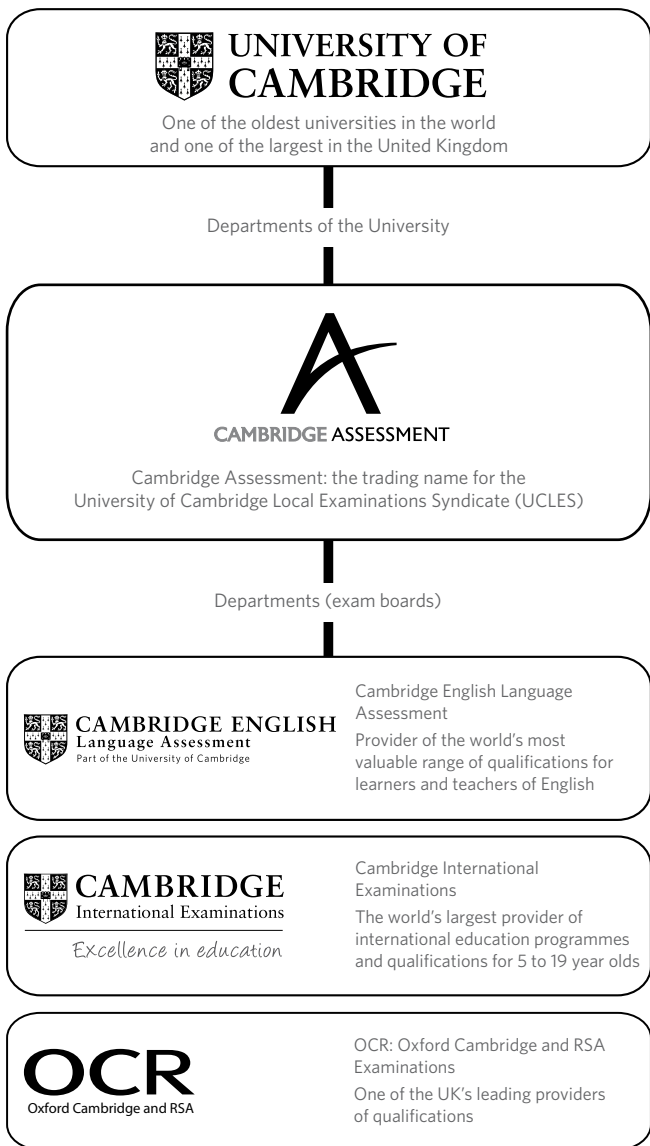 UNIVERSITY OF
CAMBRIDGE
One of the oldest universities in the world
and one of the largest in the United Kingdom
Departments of the University
CAMBRIDGE ASSESSMENT
Cambridge Assessment: the trading name for the
University of Cambridge Local Examinations Syndicate (UCLES)
Departments (exam boards)
CAMBRIDGE ENGLISH
Language Assessment
Part of the University of Cambridge
Cambridge English Language
Assessment
Provider of the world’s most
valuable range of qualifications for
learners and teachers of English
CAMBRIDGE
International Examinations
Excellence in education
Cambridge International
Examinations
The world’s largest provider of
international education programmes
and qualifications for 5 to 19 year olds
OCR
Oxford Cambridge and RSA
OCR: Oxford Cambridge and RSA
Examinations
One of the UK’s leading providers
of qualifications